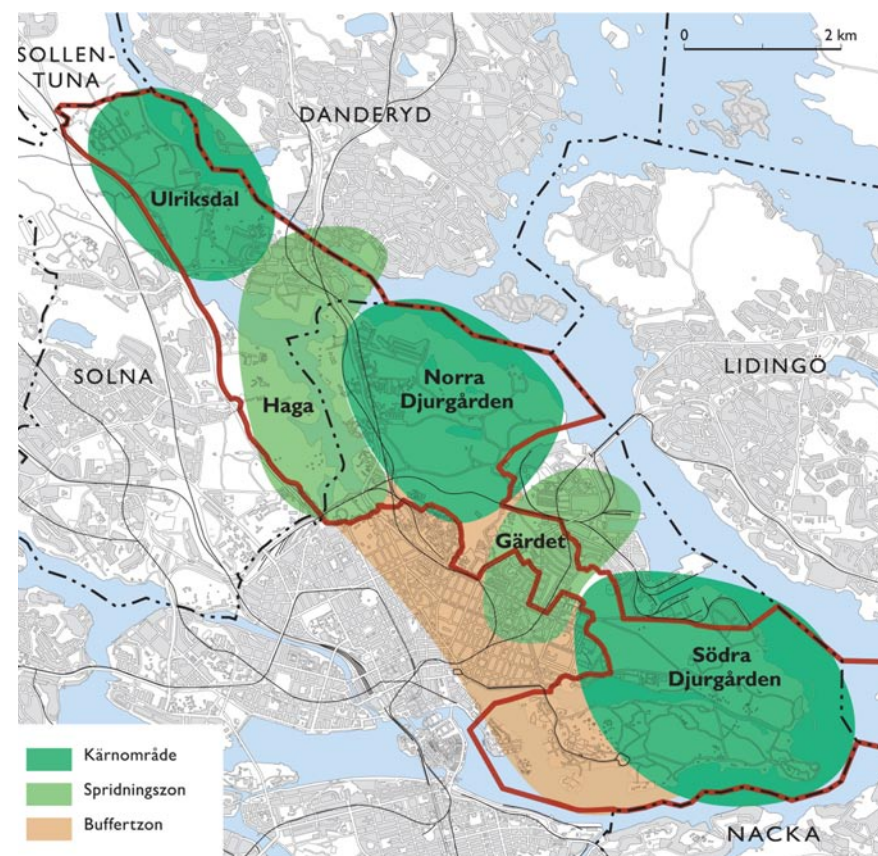 0 2 km
SOLLEN-
TUNA
DANDERYD
Ulriksdal
LIDINGÖ
SOLNA
Norra
Djurgården
Haga
Gärdet
Södra
Djurgården
Kärnområde
Spridningszon
Buffertzon
NACKA